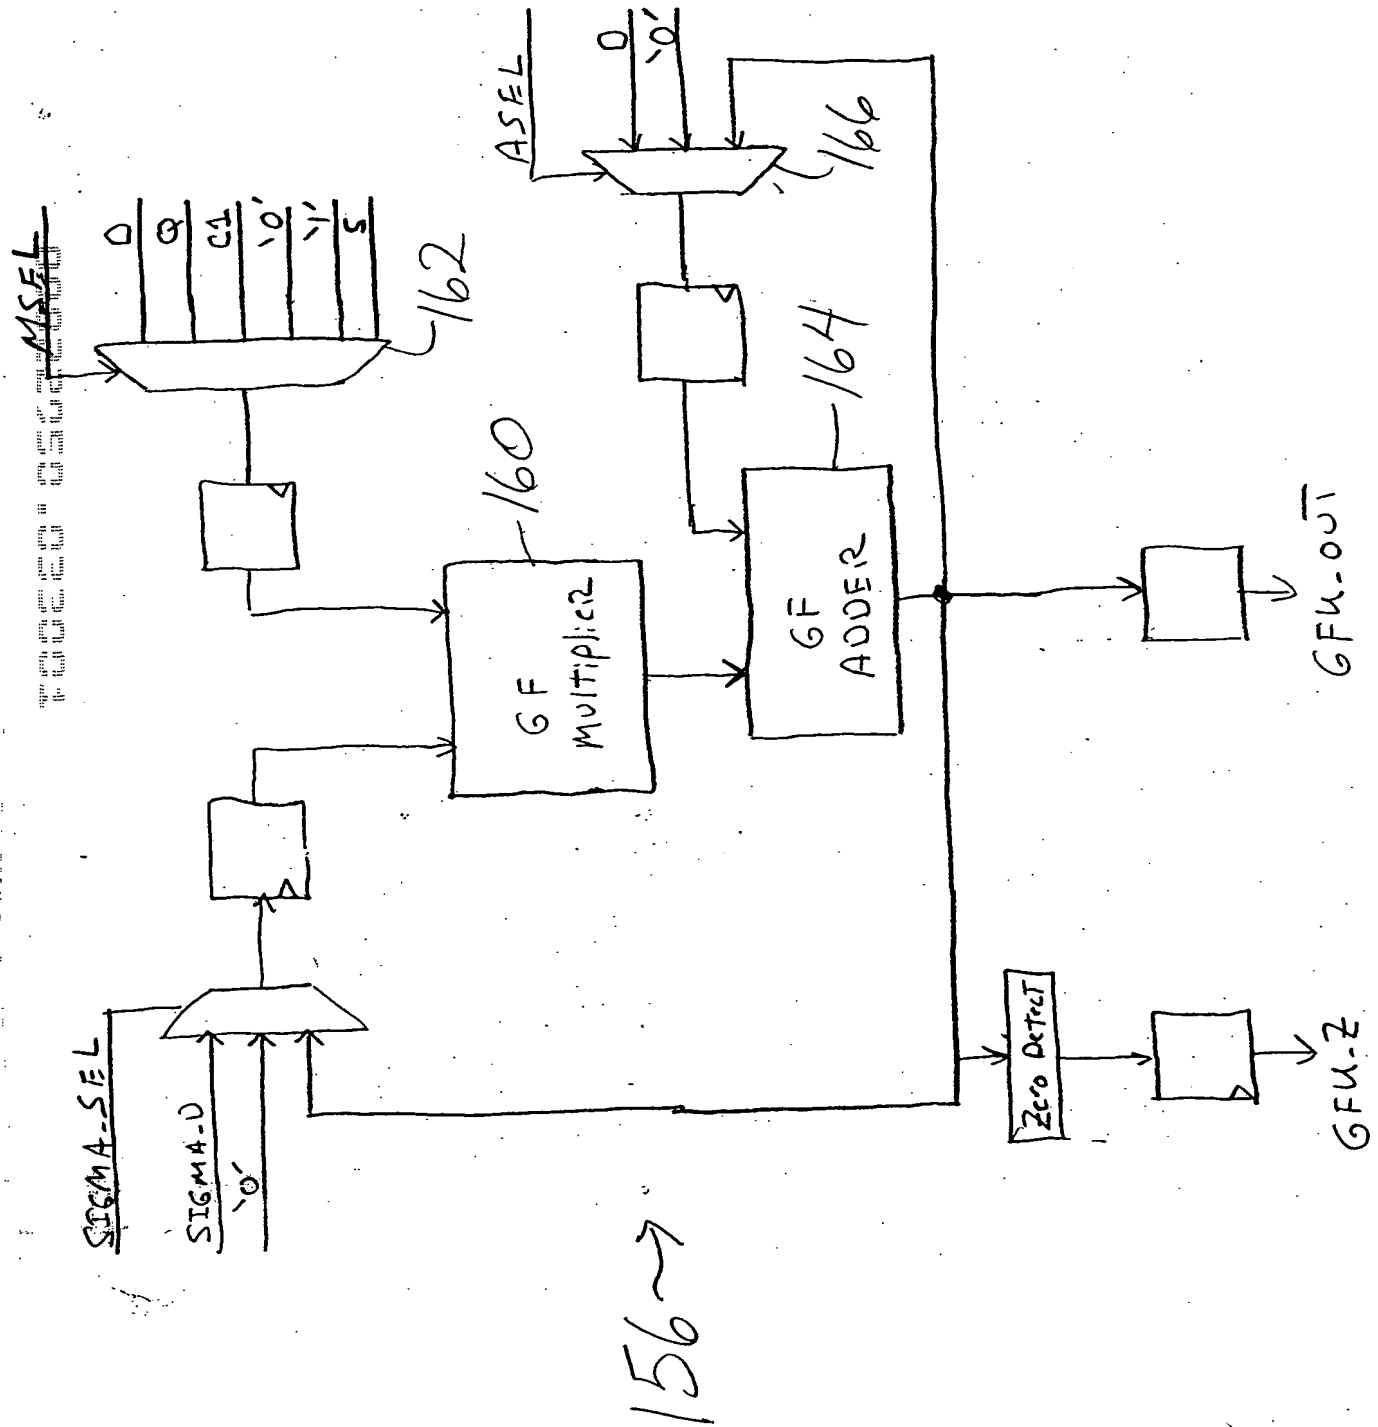 MSEL
D
Q
C1
'0'
'1'
S
162
ASEL
D
'0'
166
160
164
GF
MULTIPLIER
GF
ADDER
SIGMA_SEL
SIGMA_D
'0'
Zero Detect
GFU_OUT
GFU_Z
156